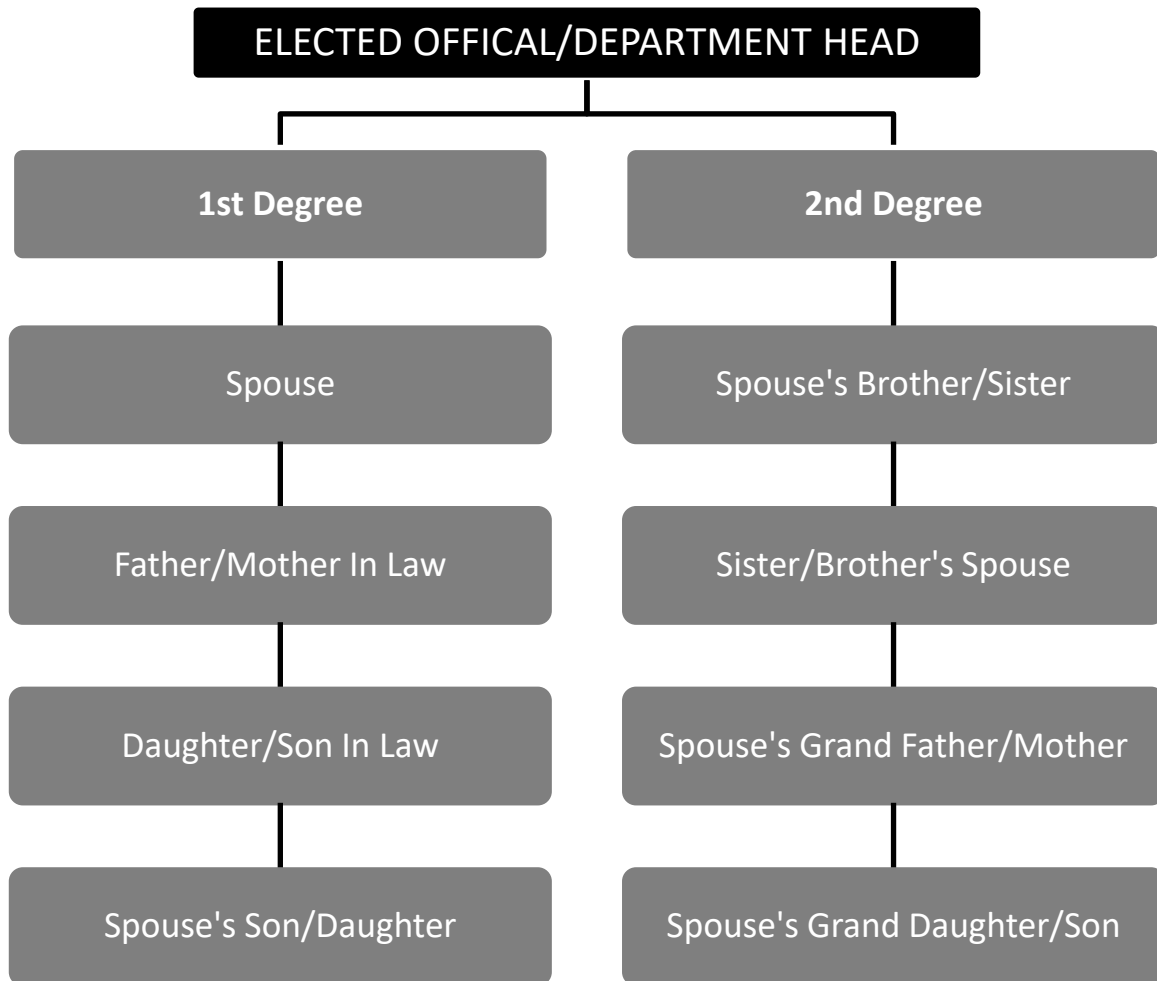 ELECTED OFFICAL/DEPARTMENT HEAD
1st Degree
Spouse
Father/Mother In Law
Daughter/Son In Law
Spouse's Son/Daughter
2nd Degree
Spouse's Brother/Sister
Sister/Brother's Spouse
Spouse's Grand Father/Mother
Spouse's Grand Daughter/Son